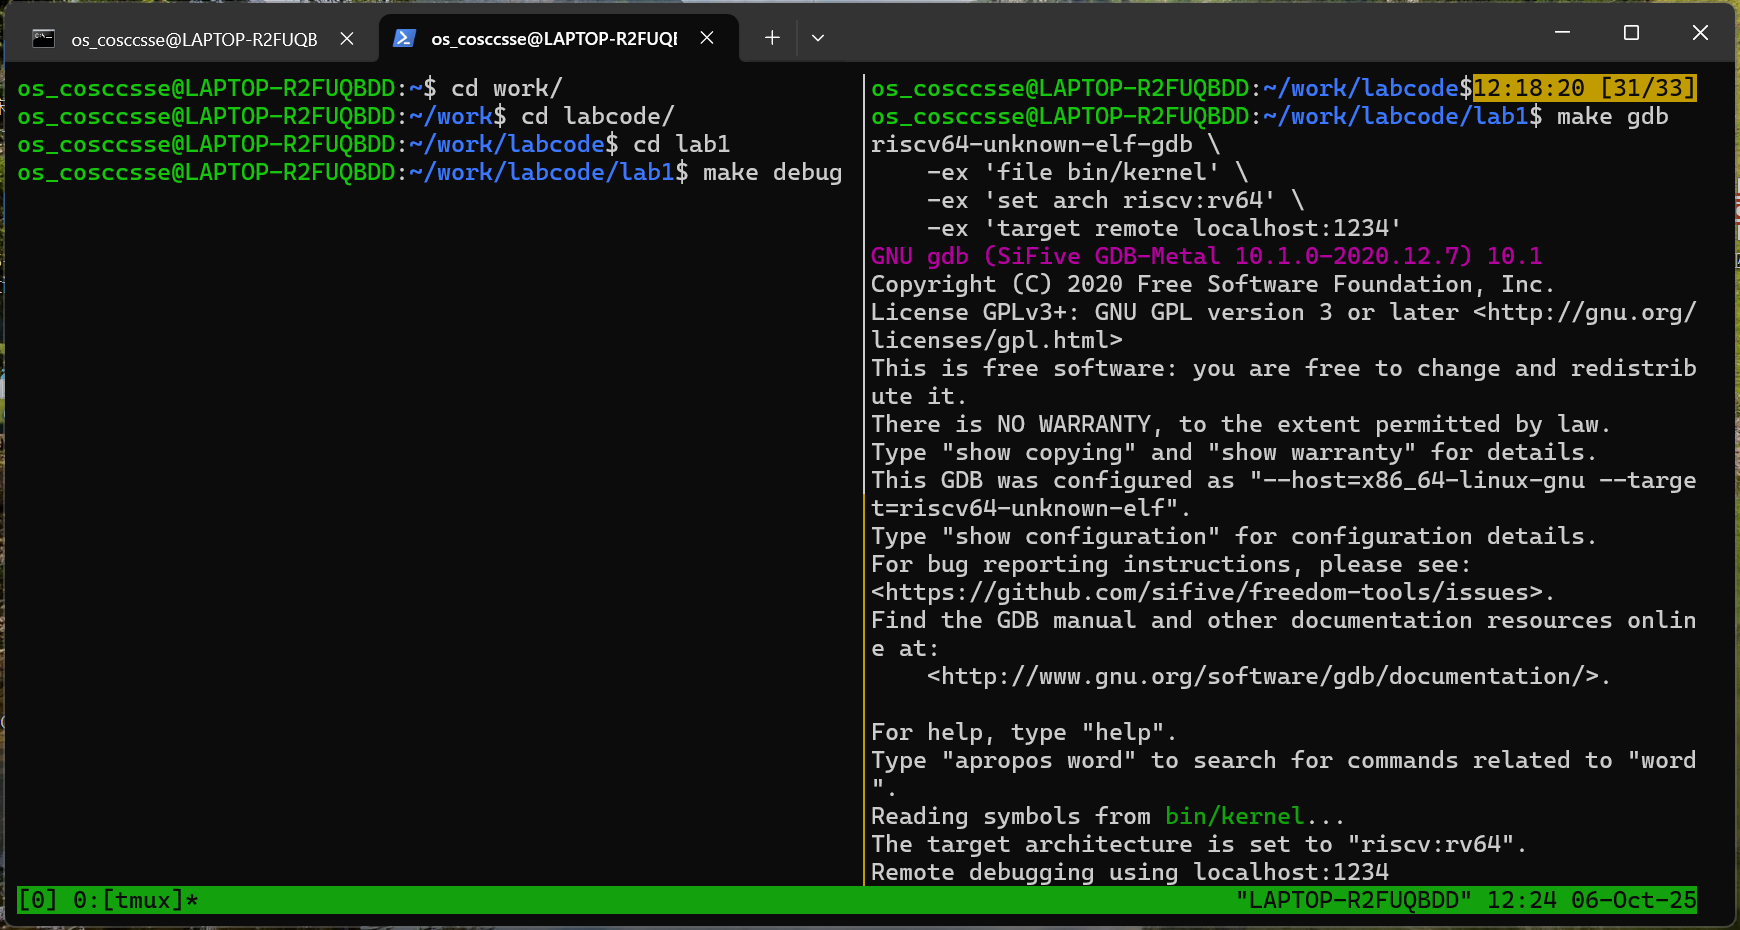 os_cosccsse@LAPTOP-R2FUQB
os_cosccsse@LAPTOP-R2FUQE
os_cosccsse@LAPTOP-R2FUQBDD:~$ cd work/
os_cosccsse@LAPTOP-R2FUQBDD:~/work$ cd labcode/
os_cosccsse@LAPTOP-R2FUQBDD:~/work/labcode$ cd lab1
os_cosccsse@LAPTOP-R2FUQBDD:~/work/labcode/lab1$ make debug
os_cosccsse@LAPTOP-R2FUQBDD:~/work/labcode$12:18:20 [31/33]
os_cosccsse@LAPTOP-R2FUQBDD:~/work/labcode/lab1$ make gdb
riscv64-unknown-elf-gdb \
    -ex 'file bin/kernel' \
    -ex 'set arch riscv:rv64' \
    -ex 'target remote localhost:1234'
GNU gdb (SiFive GDB-Metal 10.1.0-2020.12.7) 10.1
Copyright (C) 2020 Free Software Foundation, Inc.
License GPLv3+: GNU GPL version 3 or later <http://gnu.org/
licenses/gpl.html>
This is free software: you are free to change and redistrib
ute it.
There is NO WARRANTY, to the extent permitted by law.
Type "show copying" and "show warranty" for details.
This GDB was configured as "--host=x86_64-linux-gnu --targe
t=riscv64-unknown-elf".
Type "show configuration" for configuration details.
For bug reporting instructions, please see:
<https://github.com/sifive/freedom-tools/issues>.
Find the GDB manual and other documentation resources onlin
e at:
    <http://www.gnu.org/software/gdb/documentation/>.
For help, type "help".
Type "apropos word" to search for commands related to "word
".
Reading symbols from bin/kernel...
The target architecture is set to "riscv:rv64".
Remote debugging using localhost:1234
[0] 0:[tmux]* "LAPTOP-R2FUQBDD" 12:24 06-Oct-25